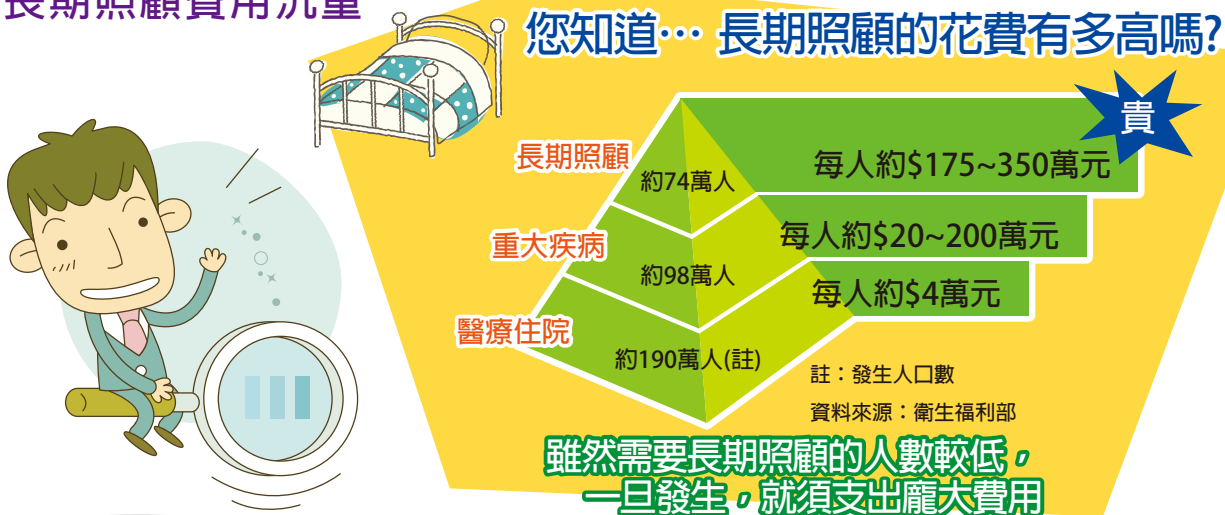 長期照顧費用沉重
您知道… 長期照顧的花費有多高嗎?
貴
長期照顧
約74萬人
每人約$175~350萬元
重大疾病
約98萬人
每人約$20~200萬元
醫療住院
約190萬人(註)
每人約$4萬元
註：發生人口數
資料來源：衛生福利部
雖然需要長期照顧的人數較低，
一旦發生，就須支出龐大費用